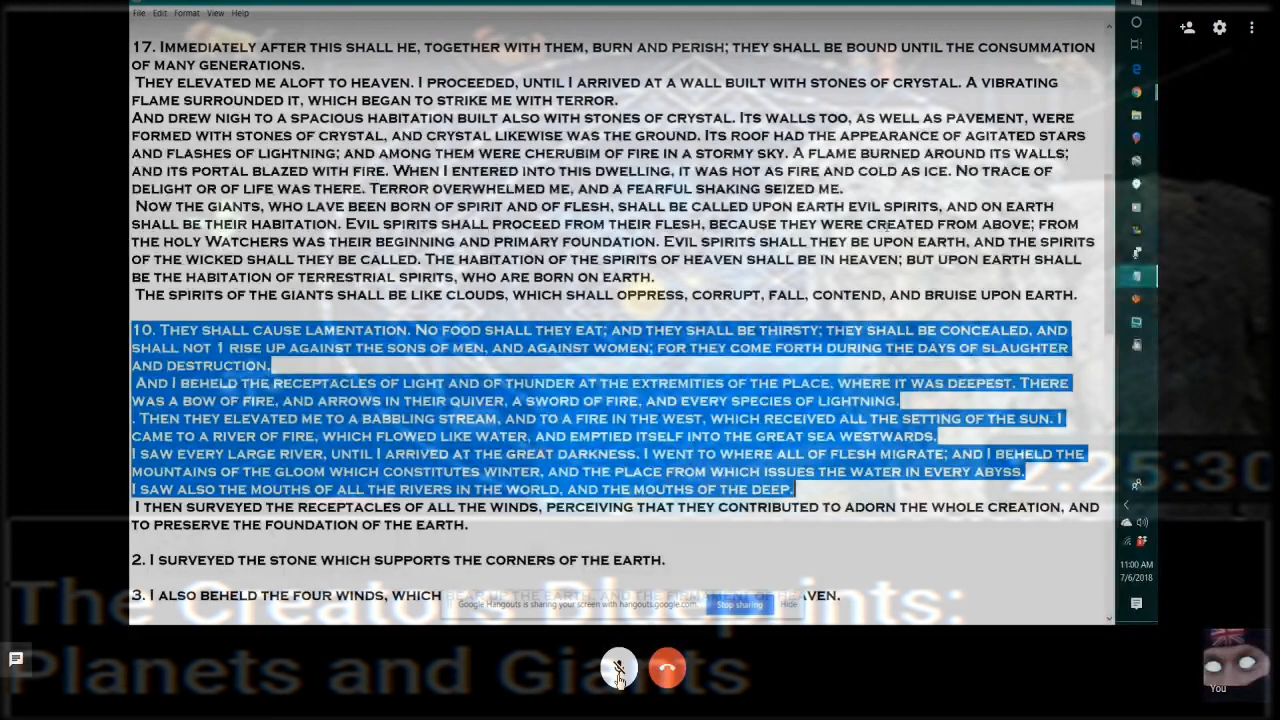 File Edit Format View Help
17. Immediately after this shall he, together with them, burn and perish; they shall be bound until the consummation
of many generations.
They elevated me aloft to heaven. I proceeded, until I arrived at a wall built with stones of crystal. A vibrating
flame surrounded it, which began to strike me with terror.
And drew nigh to a spacious habitation built also with stones of crystal. Its walls too, as well as pavement, were
formed with stones of crystal, and crystal likewise was the ground. Its roof had the appearance of agitated stars
and flashes of lightning; and among them were cherubim of fire in a stormy sky. A flame burned around its walls;
and its portal blazed with fire. When I entered into this dwelling, it was hot as fire and cold as ice. No trace of
delight or of life was there. Terror overwhelmed me, and a fearful shaking seized me.
Now the giants, who lave been born of spirit and of flesh, shall be called upon earth evil spirits, and on earth
shall be their habitation. Evil spirits shall proceed from their flesh, because they were created from above; from
the holy Watchers was their beginning and primary foundation. Evil spirits shall they be upon earth, and the spirits
of the wicked shall they be called. The habitation of the spirits of heaven shall be in heaven; but upon earth shall
be the habitation of terrestrial spirits, who are born on earth.
The spirits of the giants shall be like clouds, which shall oppress, corrupt, fall, contend, and bruise upon earth.
10. They shall cause lamentation. No food shall they eat; and they shall be thirsty; they shall be concealed, and
shall not 1 rise up against the sons of men, and against women; for they come forth during the days of slaughter
and destruction.
And I beheld the receptacles of light and of thunder at the extremities of the place, where it was deepest. There
was a bow of fire, and arrows in their quiver, a sword of fire, and every species of lightning.
. Then they elevated me to a babbling stream, and to a fire in the west, which received all the setting of the sun. I
came to a river of fire, which flowed like water, and emptied itself into the great sea westwards.
I saw every large river, until I arrived at the great darkness. I went to where all of flesh migrate; and I beheld the
mountains of the gloom which constitutes winter, and the place from which issues the water in every abyss.
I saw also the mouths of all the rivers in the world, and the mouths of the deep.
I then surveyed the receptacles of all the winds, perceiving that they contributed to adorn the whole creation, and
to preserve the foundation of the earth.
2. I surveyed the stone which supports the corners of the earth.
3. I also beheld the four winds, which bear up the earth, and the firmament of heaven.
Google Hangouts is sharing your screen with hangouts.google.com. Stop sharing Hide
2:25:30
11:00 AM
7/6/2018
The Creators Blueprints:
Planets and Giants
You